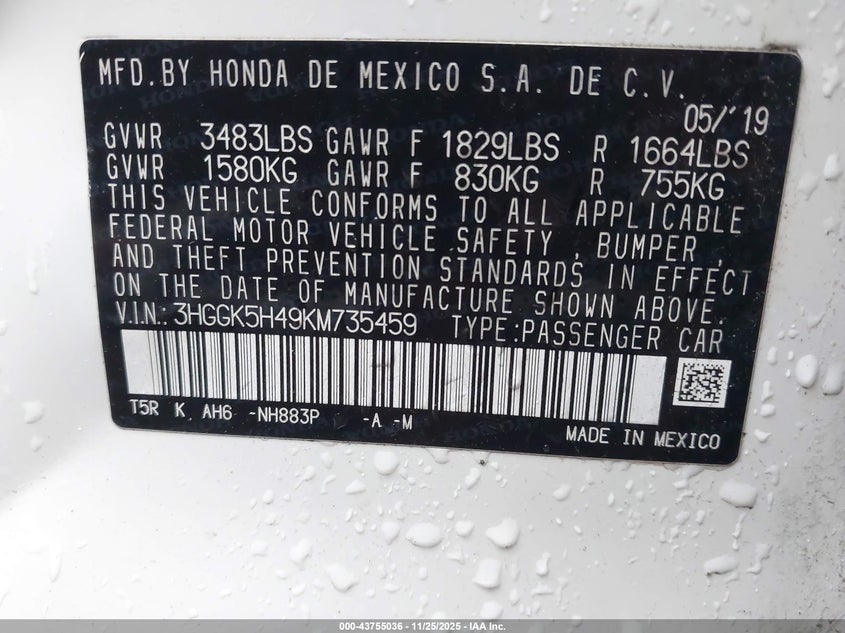 MFD.BY HONDA DE MEXICO S.A. DE C.V.
05/'19
GVWR 3483LBS GAWR F 1829LBS R 1664LBS
GVWR 1580KG GAWR F 830KG R 755KG
THIS VEHICLE CONFORMS TO ALL APPLICABLE
FEDERAL MOTOR VEHICLE SAFETY , BUMPER ,
AND THEFT PREVENTION STANDARDS IN EFFECT
ON THE DATE OF MANUFACTURE SHOWN ABOVE.
V.I.N.: 3HGGK5H49KM735459 TYPE:PASSENGER CAR
T5R K AH6 -NH883P -A -M
MADE IN MEXICO
000-43755036 - 11/25/2025 - IAA Inc.